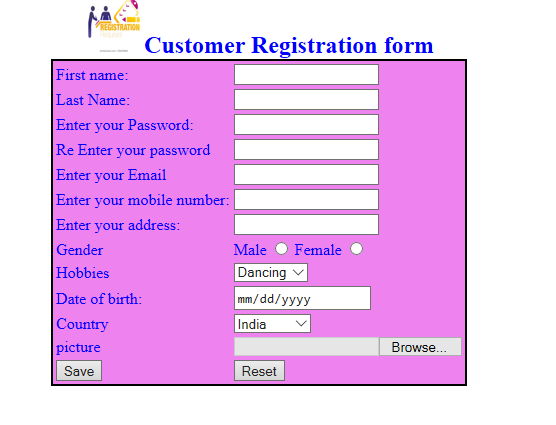 REGISTRATION
Customer Registration form
First name:
Last Name:
Enter your Password:
Re Enter your password
Enter your Email
Enter your mobile number:
Enter your address:
Gender Male Female
Hobbies Dancing
Date of birth: mm/dd/yyyy
Country India
picture Browse...
Save Reset